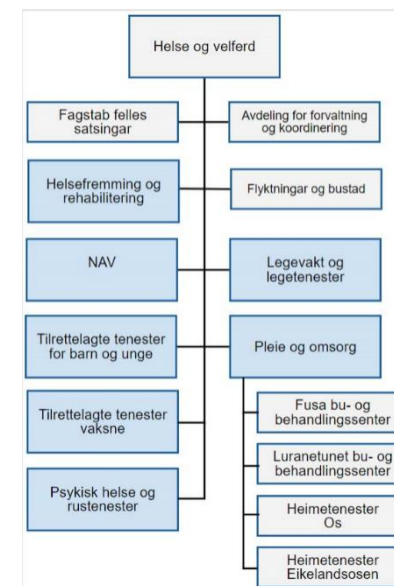 Helse og velferd
Fagstab felles
satsingar
Avdeling for forvaltning
og koordinering
Helsefremming og
rehabilitering
Flyktningar og bustad
NAV
Legevakt og
legetenester
Tilrettelagte tenester
for barn og unge
Pleie og omsorg
Tilrettelagte tenester
vaksne
Fusa bu- og
behandlingssenter
Luranetunet bu- og
behandlingssenter
Psykisk helse og
rustenester
Heimetenester
Os
Heimetenester
Eikelandsosen